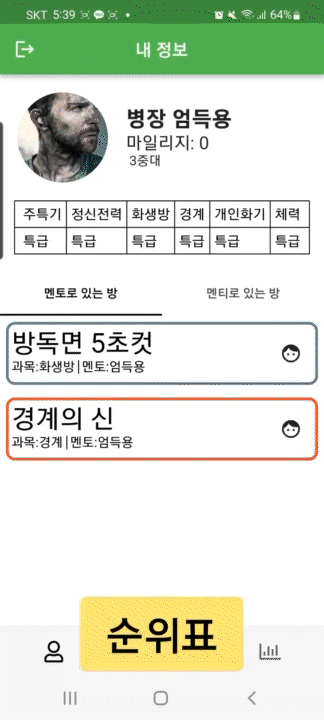 SKT 5:39 64%
내 정보
병장 엄득용
마일리지: 0
3중대
주특기 정신전력 화생방 경계 개인화기 체력
특급 특급 특급 특급 특급 특급
멘토로 있는 방 멘티로 있는 방
방독면 5초컷
과목:화생방|멘토:엄득용
경계의 신
과목:경계|멘토:엄득용
순위표